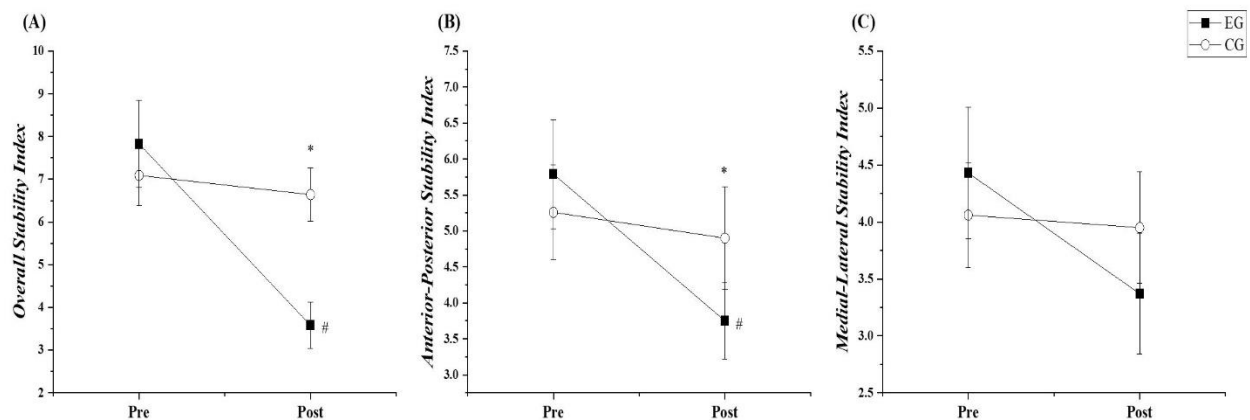 (A)
Overall Stability Index
10
9
8
7
6
5
4
3
2
*
#
Pre
Post
(B)
Anterior-Posterior Stability Index
7.5
7.0
6.5
6.0
5.5
5.0
4.5
4.0
3.5
3.0
*
#
Pre
Post
(C)
Medial-Lateral Stability Index
5.5
5.0
4.5
4.0
3.5
3.0
2.5
Pre
Post
EG
CG